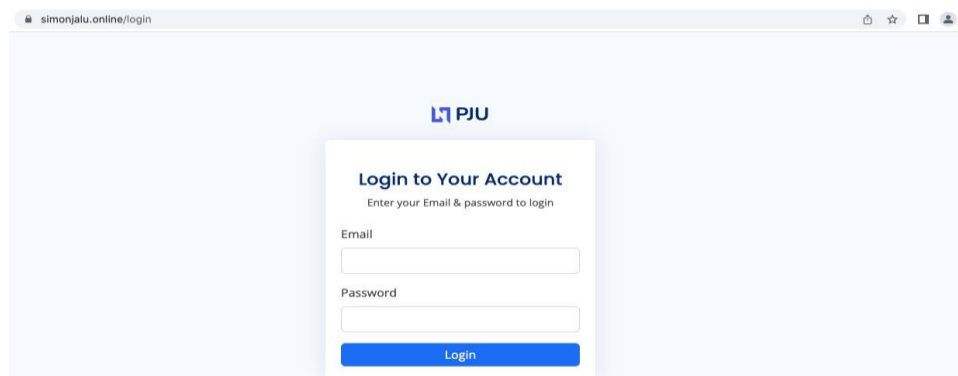 simonjalu.online/login
PJU
Login to Your Account
Enter your Email & password to login
Email
Password
Login